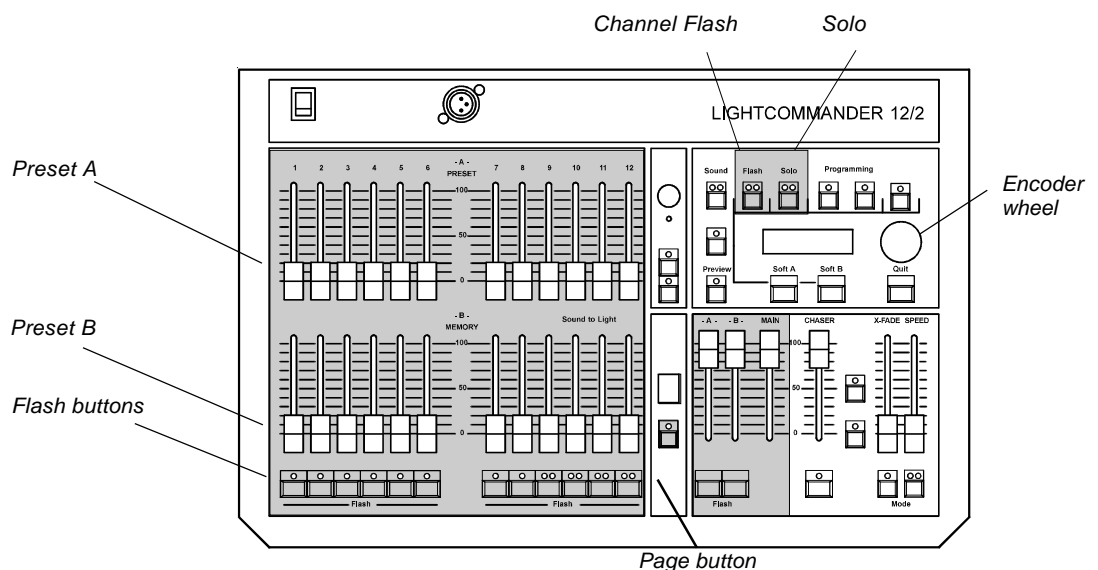 Channel Flash
Solo
LIGHTCOMMANDER 12/2
Preset A
1 2 3 4 5 6
- A -
PRESET
7 8 9 10 11 12
100
50
0
Sound
Flash
Solo
Programming
Encoder
wheel
Preview
Soft A
Soft B
Quit
Preset B
- B -
MEMORY
Sound to Light
100
50
0
- A -
- B -
MAIN
CHASER
X-FADE
SPEED
100
50
0
Flash buttons
Flash
Flash
Flash
Mode
Page button